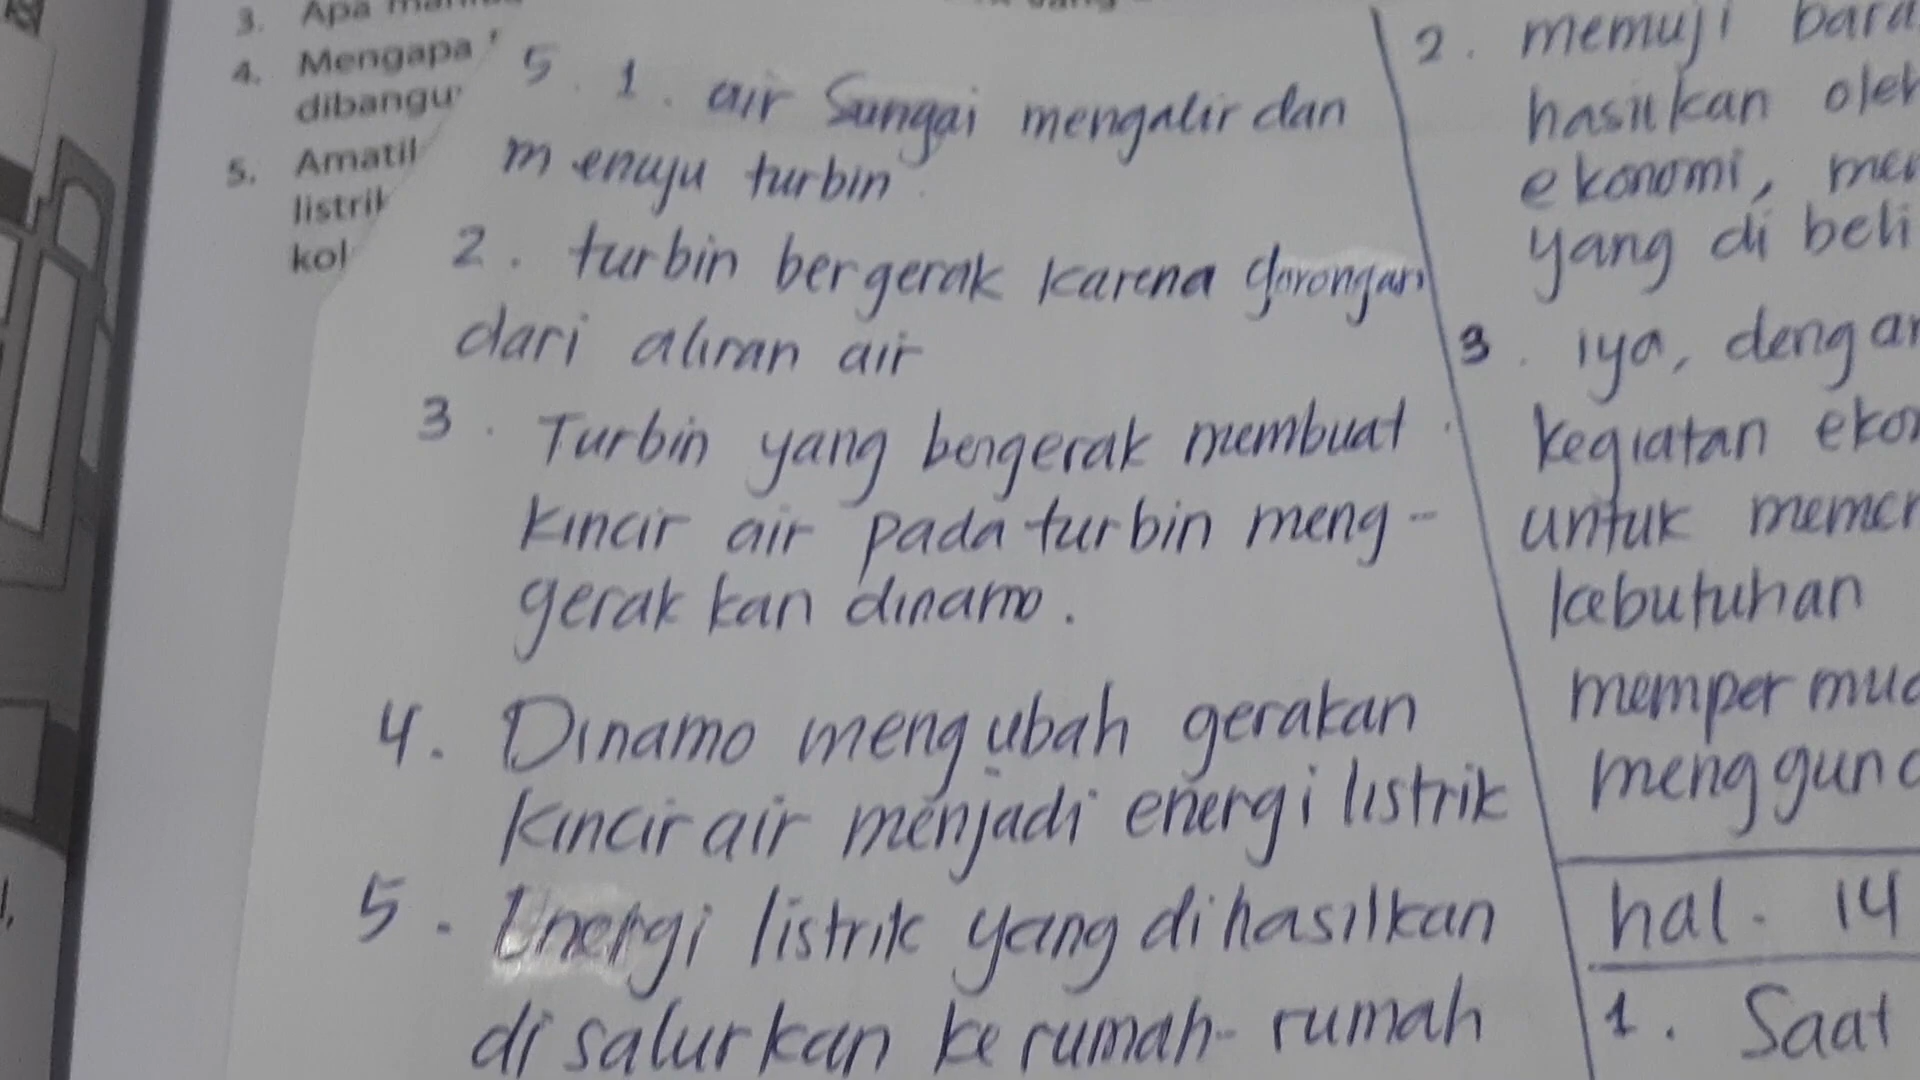 3. Apa
4. Mengapa
dibangu
5. Amati
listrik
kol
5. 1. air Sungai mengalir dan
menuju turbin
2. turbin bergerak karena dorongan
dari aliran air
3. Turbin yang bergerak membuat
kincir air pada turbin meng-
gerak kan dinamo.
4. Dinamo mengubah gerakan
kincir air menjadi energi listrik
5. Energi listrik yang dihasilkan
di salurkan ke rumah-rumah
2. memuji bara
hasilkan oleh
ekonomi, men
yang di beli
3. iya, dengan
kegiatan eko
untuk memen
kebutuhan
mempermud
mengguna
hal. 14
1. Saat